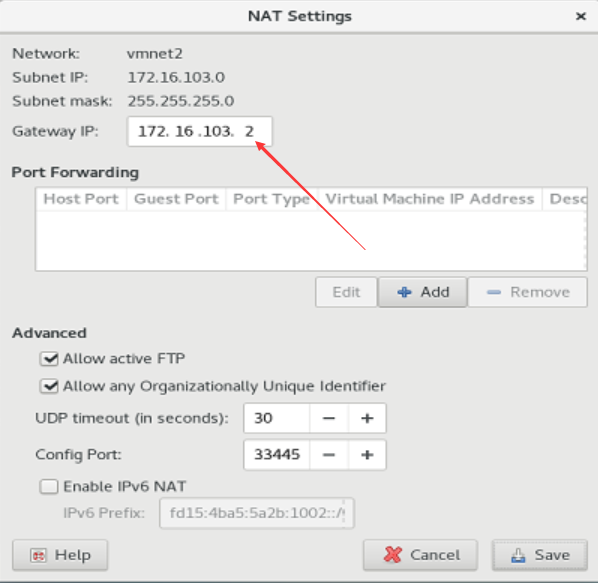 NAT Settings
Network: vmnet2
Subnet IP: 172.16.103.0
Subnet mask: 255.255.255.0
Gateway IP: 172. 16 .103. 2
Port Forwarding
Host Port Guest Port Port Type Virtual Machine IP Address Desc
Edit Add Remove
Advanced
Allow active FTP
Allow any Organizationally Unique Identifier
UDP timeout (in seconds): 30
Config Port: 33445
Enable IPv6 NAT
IPv6 Prefix: fd15:4ba5:5a2b:1002::/
Help Cancel Save